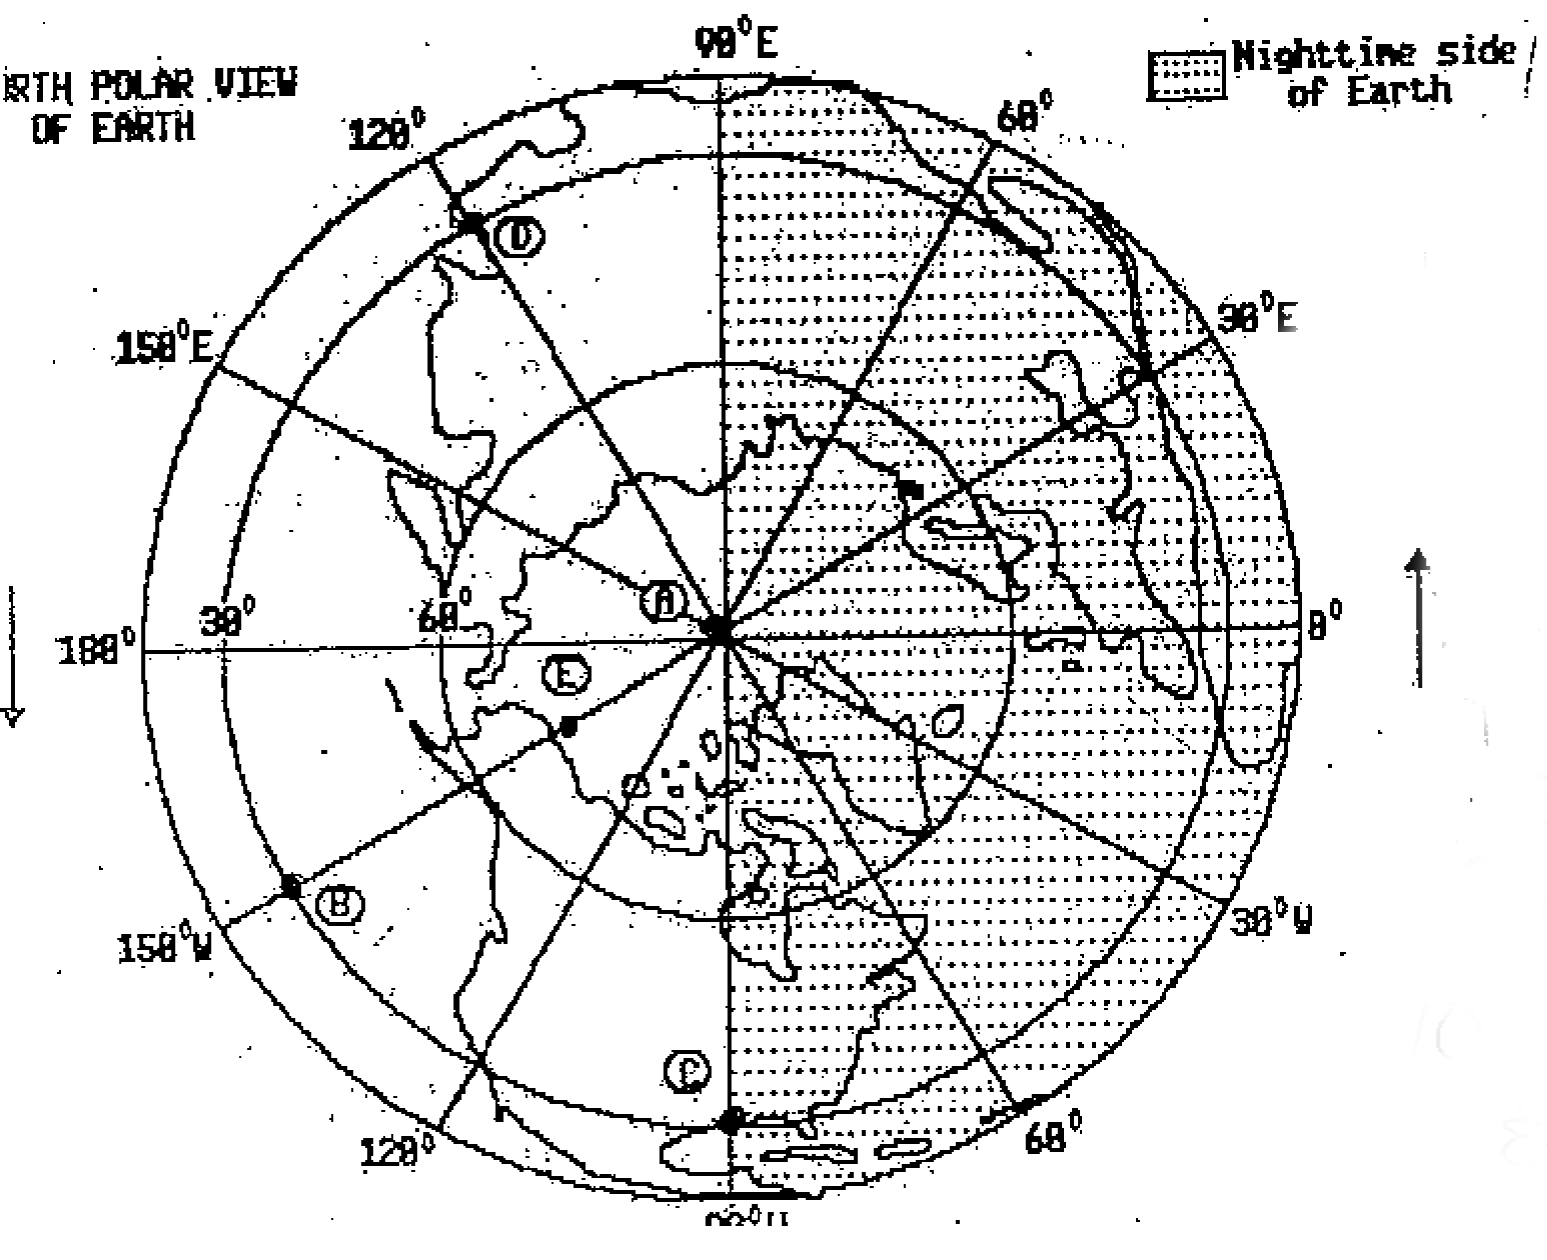 90°E
RTH POLAR VIEW
OF EARTH
Nighttime side
of Earth
120°
60°
D
150°E
30°E
A
30°
60°
180°
0°
E
B
150°W
30°W
C
120°
60°